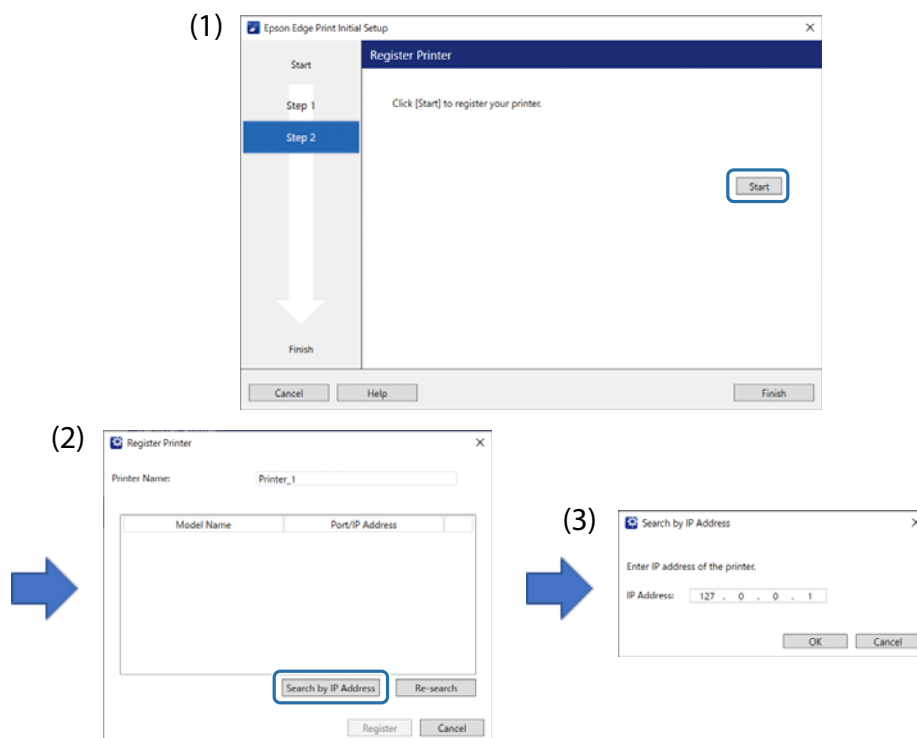 (1)
Epson Edge Print Initial Setup
Start
Step 1
Step 2
Finish
Register Printer
Click [Start] to register your printer.
Start
Cancel Help Finish
(2)
Register Printer
Printer Name: Printer_1
Model Name Port/IP Address
Search by IP Address Re-search
Register Cancel
(3)
Search by IP Address
Enter IP address of the printer.
IP Address: 127 . 0 . 0 . 1
OK Cancel